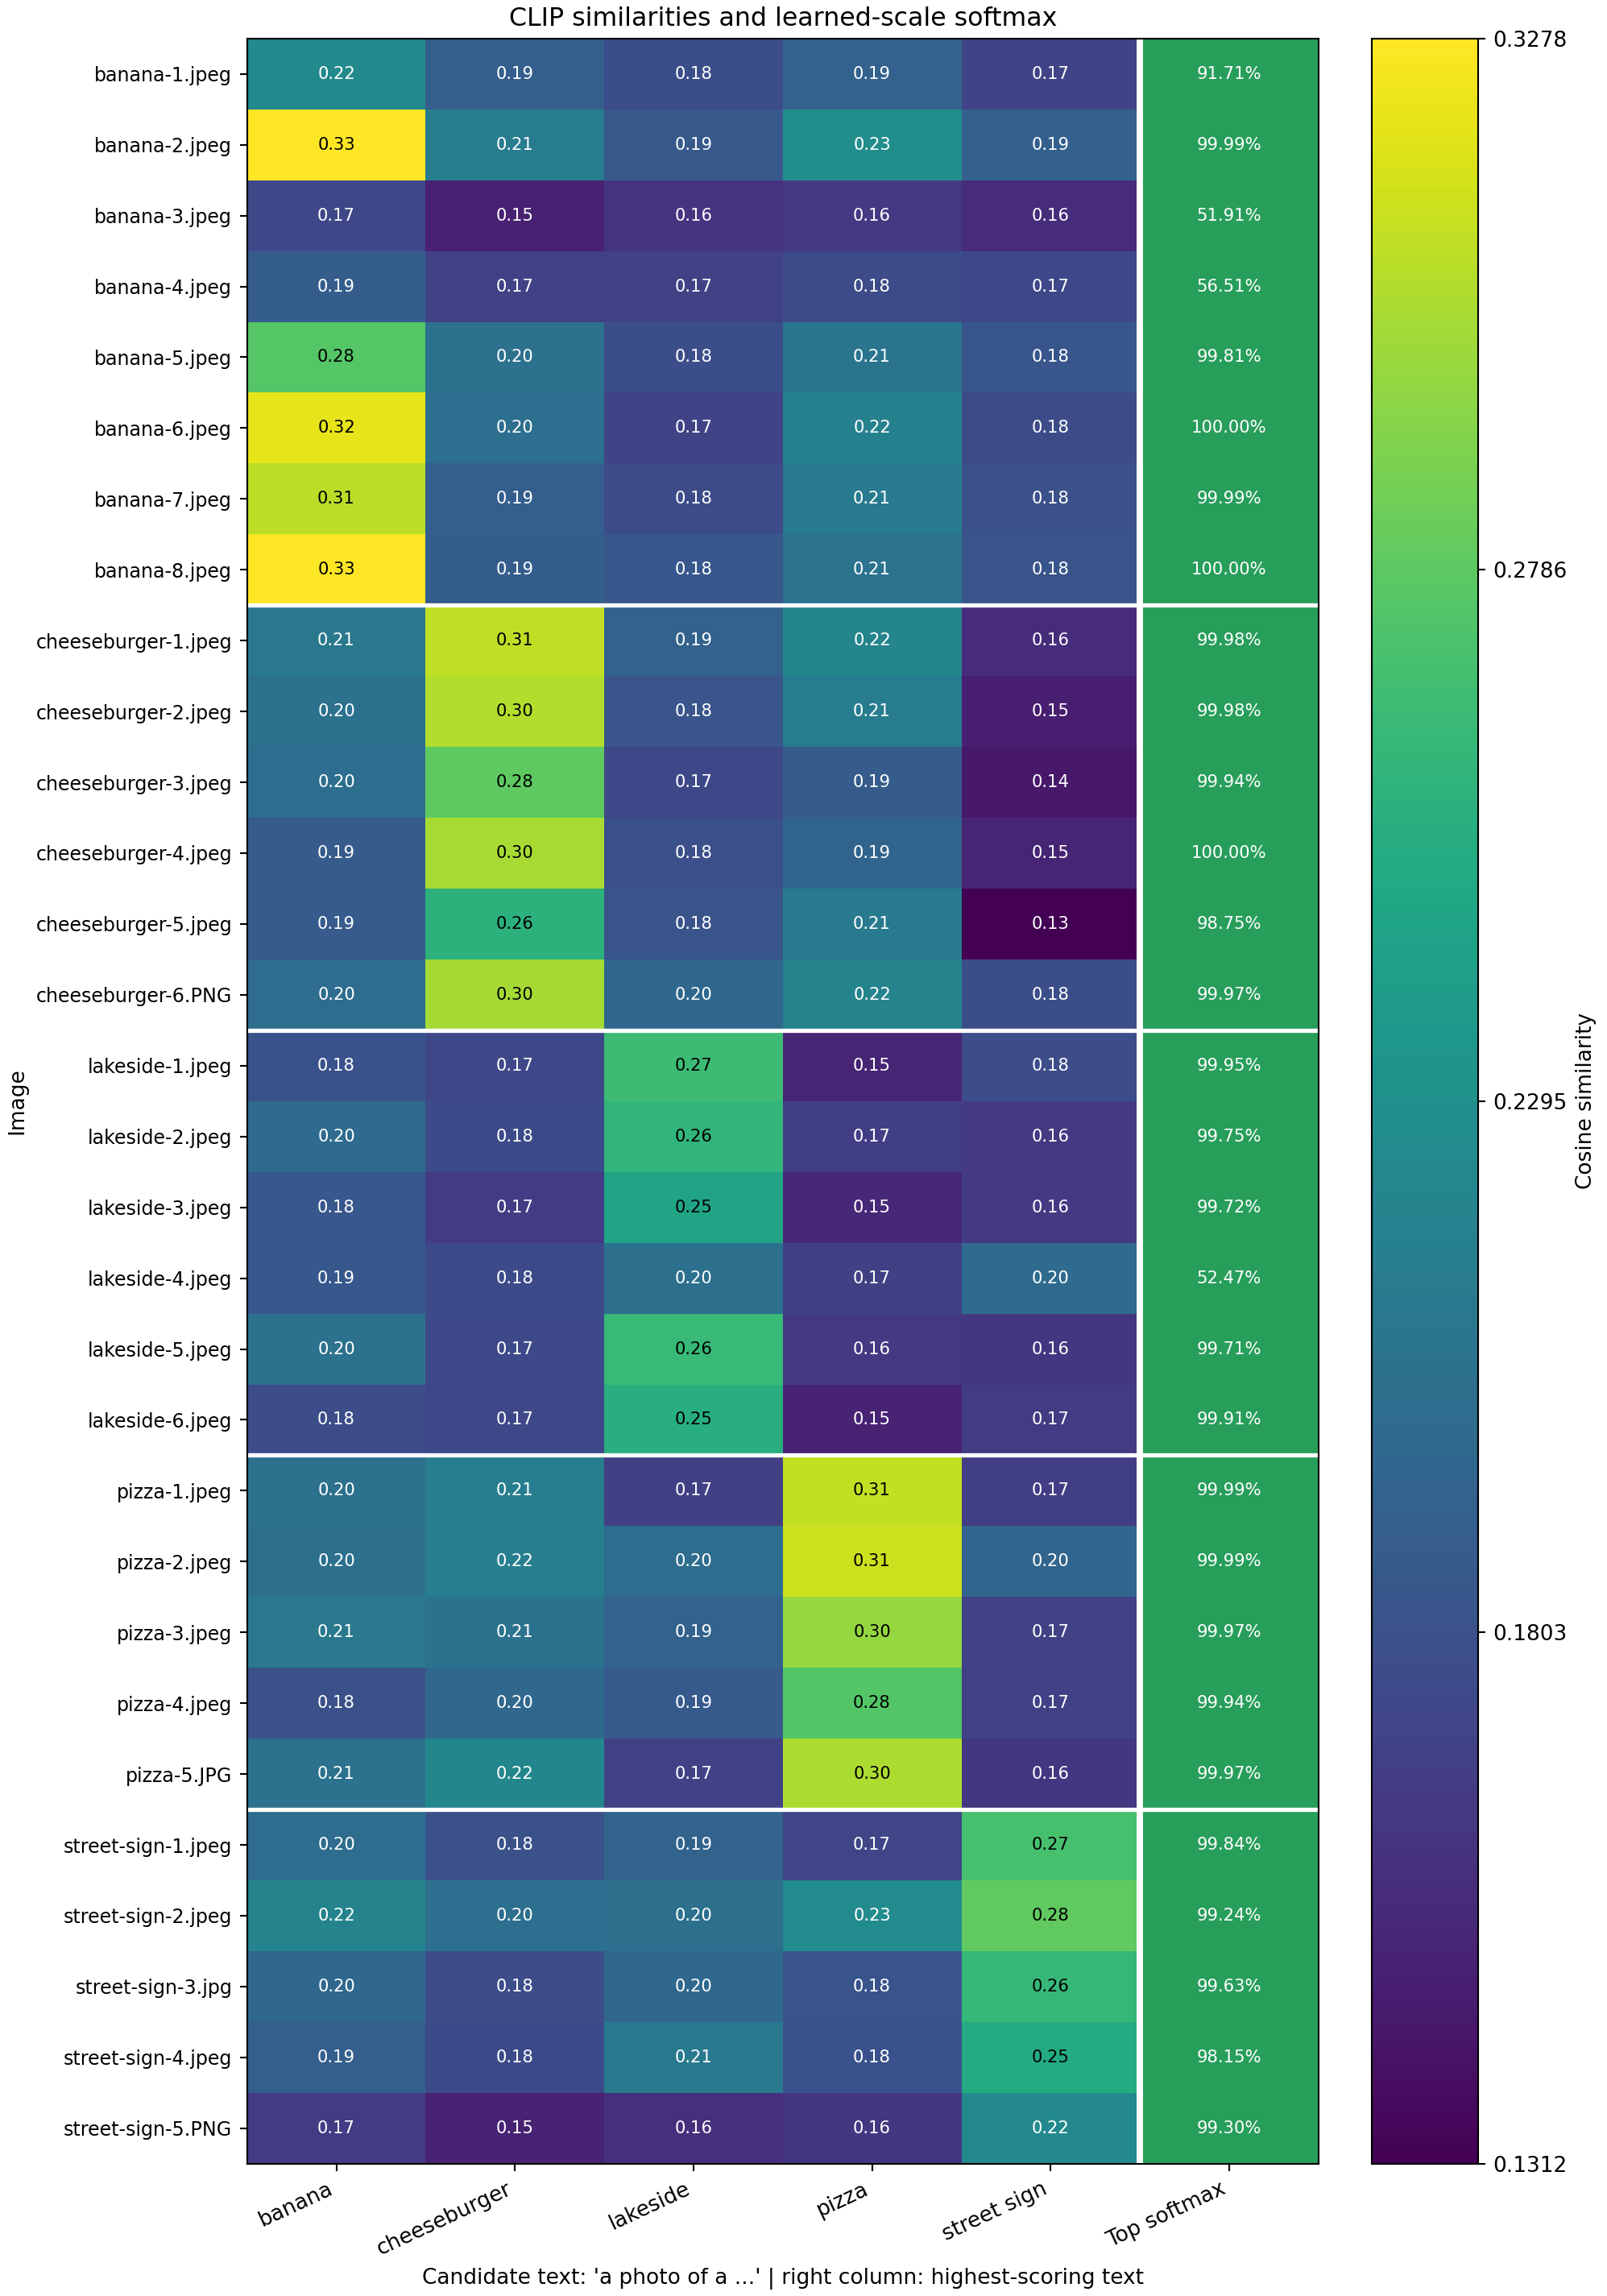 CLIP similarities and learned-scale softmax
banana-1.jpeg 0.22 0.19 0.18 0.19 0.17 91.71%
banana-2.jpeg 0.33 0.21 0.19 0.23 0.19 99.99%
banana-3.jpeg 0.17 0.15 0.16 0.16 0.16 51.91%
banana-4.jpeg 0.19 0.17 0.17 0.18 0.17 56.51%
banana-5.jpeg 0.28 0.20 0.18 0.21 0.18 99.81%
banana-6.jpeg 0.32 0.20 0.17 0.22 0.18 100.00%
banana-7.jpeg 0.31 0.19 0.18 0.21 0.18 99.99%
banana-8.jpeg 0.33 0.19 0.18 0.21 0.18 100.00%
cheeseburger-1.jpeg 0.21 0.31 0.19 0.22 0.16 99.98%
cheeseburger-2.jpeg 0.20 0.30 0.18 0.21 0.15 99.98%
cheeseburger-3.jpeg 0.20 0.28 0.17 0.19 0.14 99.94%
cheeseburger-4.jpeg 0.19 0.30 0.18 0.19 0.15 100.00%
cheeseburger-5.jpeg 0.19 0.26 0.18 0.21 0.13 98.75%
cheeseburger-6.PNG 0.20 0.30 0.20 0.22 0.18 99.97%
lakeside-1.jpeg 0.18 0.17 0.27 0.15 0.18 99.95%
lakeside-2.jpeg 0.20 0.18 0.26 0.17 0.16 99.75%
lakeside-3.jpeg 0.18 0.17 0.25 0.15 0.16 99.72%
lakeside-4.jpeg 0.19 0.18 0.20 0.17 0.20 52.47%
lakeside-5.jpeg 0.20 0.17 0.26 0.16 0.16 99.71%
lakeside-6.jpeg 0.18 0.17 0.25 0.15 0.17 99.91%
pizza-1.jpeg 0.20 0.21 0.17 0.31 0.17 99.99%
pizza-2.jpeg 0.20 0.22 0.20 0.31 0.20 99.99%
pizza-3.jpeg 0.21 0.21 0.19 0.30 0.17 99.97%
pizza-4.jpeg 0.18 0.20 0.19 0.28 0.17 99.94%
pizza-5.JPG 0.21 0.22 0.17 0.30 0.16 99.97%
street-sign-1.jpeg 0.20 0.18 0.19 0.17 0.27 99.84%
street-sign-2.jpeg 0.22 0.20 0.20 0.23 0.28 99.24%
street-sign-3.jpg 0.20 0.18 0.20 0.18 0.26 99.63%
street-sign-4.jpeg 0.19 0.18 0.21 0.18 0.25 98.15%
street-sign-5.PNG 0.17 0.15 0.16 0.16 0.22 99.30%
banana cheeseburger lakeside pizza street sign Top softmax
Candidate text: 'a photo of a ...' | right column: highest-scoring text
Image
0.3278
0.2786
0.2295
0.1803
0.1312
Cosine similarity